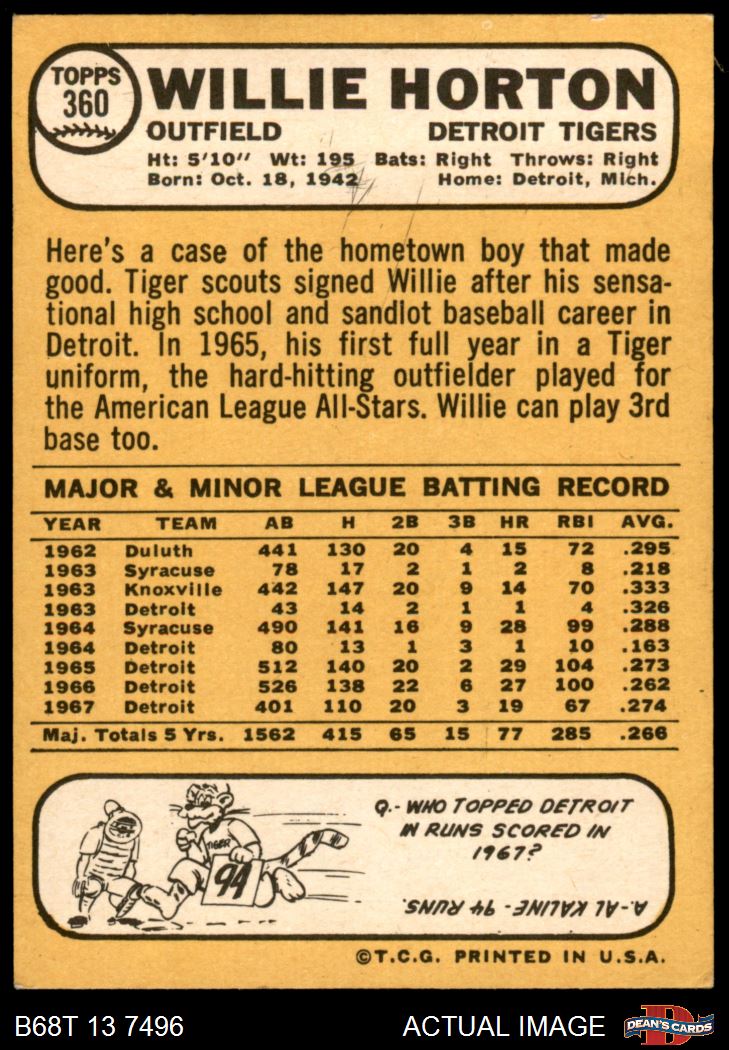 TOPPS
360
WILLIE HORTON
OUTFIELD DETROIT TIGERS
Ht: 5'10" Wt: 195 Bats: Right Throws: Right
Born: Oct. 18, 1942 Home: Detroit, Mich.
Here's a case of the hometown boy that made
good. Tiger scouts signed Willie after his sensa-
tional high school and sandlot baseball career in
Detroit. In 1965, his first full year in a Tiger
uniform, the hard-hitting outfielder played for
the American League All-Stars. Willie can play 3rd
base too.
MAJOR & MINOR LEAGUE BATTING RECORD
YEAR TEAM AB H 2B 3B HR RBI AVG.
1962 Duluth 441 130 20 4 15 72 .295
1963 Syracuse 78 17 2 1 2 8 .218
1963 Knoxville 442 147 20 9 14 70 .333
1963 Detroit 43 14 2 1 1 4 .326
1964 Syracuse 490 141 16 9 28 99 .288
1964 Detroit 80 13 1 3 1 10 .163
1965 Detroit 512 140 20 2 29 104 .273
1966 Detroit 526 138 22 6 27 100 .262
1967 Detroit 401 110 20 3 19 67 .274
Maj. Totals 5 Yrs. 1562 415 65 15 77 285 .266
TIGER
94
Q.- WHO TOPPED DETROIT
IN RUNS SCORED IN
1967?
A.- AL KALINE - 94 RUNS.
©T.C.G. PRINTED IN U.S.A.
B68T 13 7496 ACTUAL IMAGE
D
DEAN'S CARDS